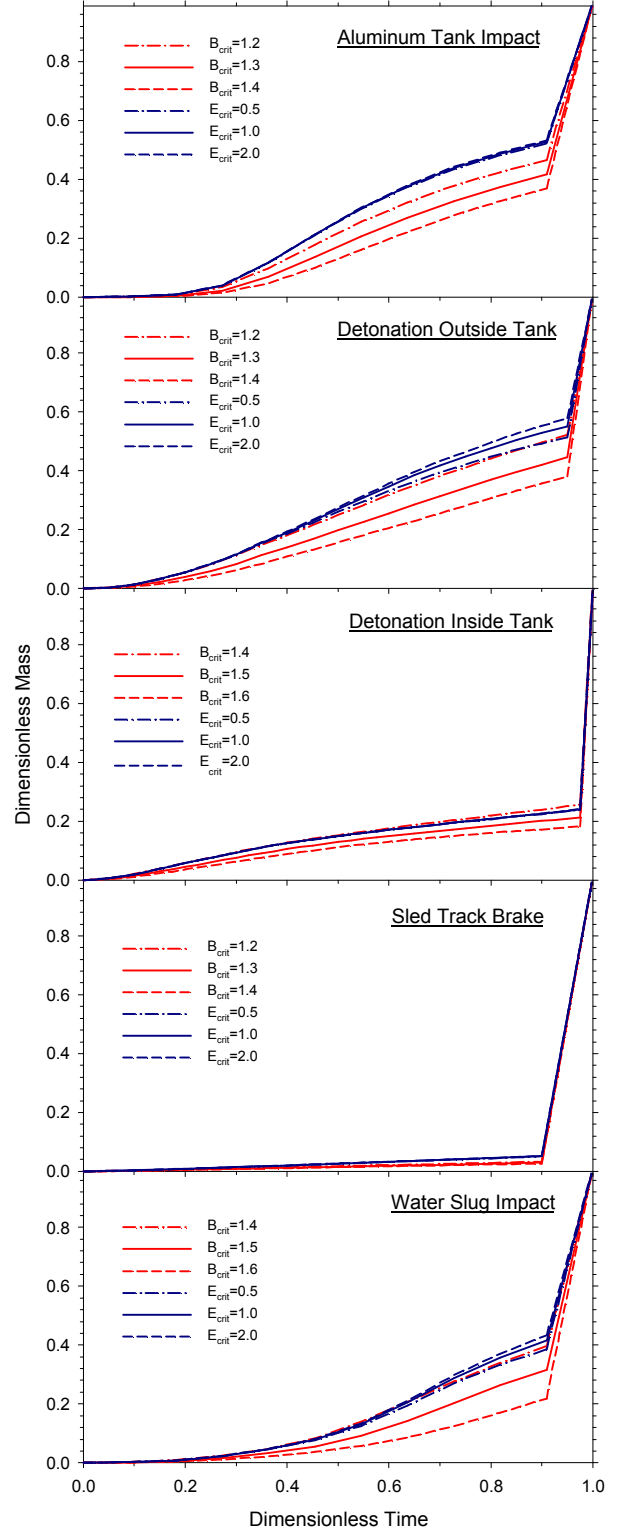 Aluminum Tank Impact
B_crit=1.2
B_crit=1.3
B_crit=1.4
E_crit=0.5
E_crit=1.0
E_crit=2.0
0.8
0.6
0.4
0.2
0.0
Detonation Outside Tank
B_crit=1.2
B_crit=1.3
B_crit=1.4
E_crit=0.5
E_crit=1.0
E_crit=2.0
0.8
0.6
0.4
0.2
0.0
Detonation Inside Tank
B_crit=1.4
B_crit=1.5
B_crit=1.6
E_crit=0.5
E_crit=1.0
E_crit=2.0
0.8
0.6
0.4
0.2
0.0
Dimensionless Mass
Sled Track Brake
B_crit=1.2
B_crit=1.3
B_crit=1.4
E_crit=0.5
E_crit=1.0
E_crit=2.0
0.8
0.6
0.4
0.2
0.0
Water Slug Impact
B_crit=1.4
B_crit=1.5
B_crit=1.6
E_crit=0.5
E_crit=1.0
E_crit=2.0
0.8
0.6
0.4
0.2
0.0
0.0 0.2 0.4 0.6 0.8 1.0
Dimensionless Time